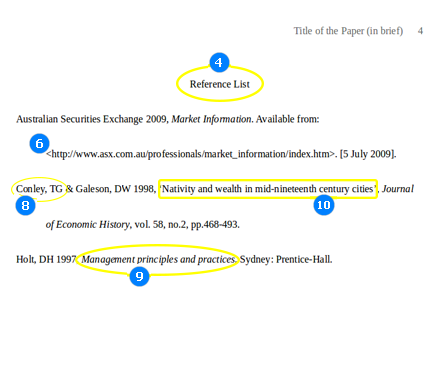 Title of the Paper (in brief) 4
4
Reference List
Australian Securities Exchange 2009, Market Information. Available from:
6
<http://www.asx.com.au/professionals/market_information/index.htm>. [5 July 2009].
Conley, TG & Galeson, DW 1998, 'Nativity and wealth in mid-nineteenth century cities', Journal
8 10
of Economic History, vol. 58, no.2, pp.468-493.
Holt, DH 1997, Management principles and practices. Sydney: Prentice-Hall.
9